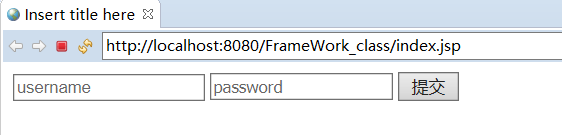 Insert title here
http://localhost:8080/FrameWork_class/index.jsp
username password 提交